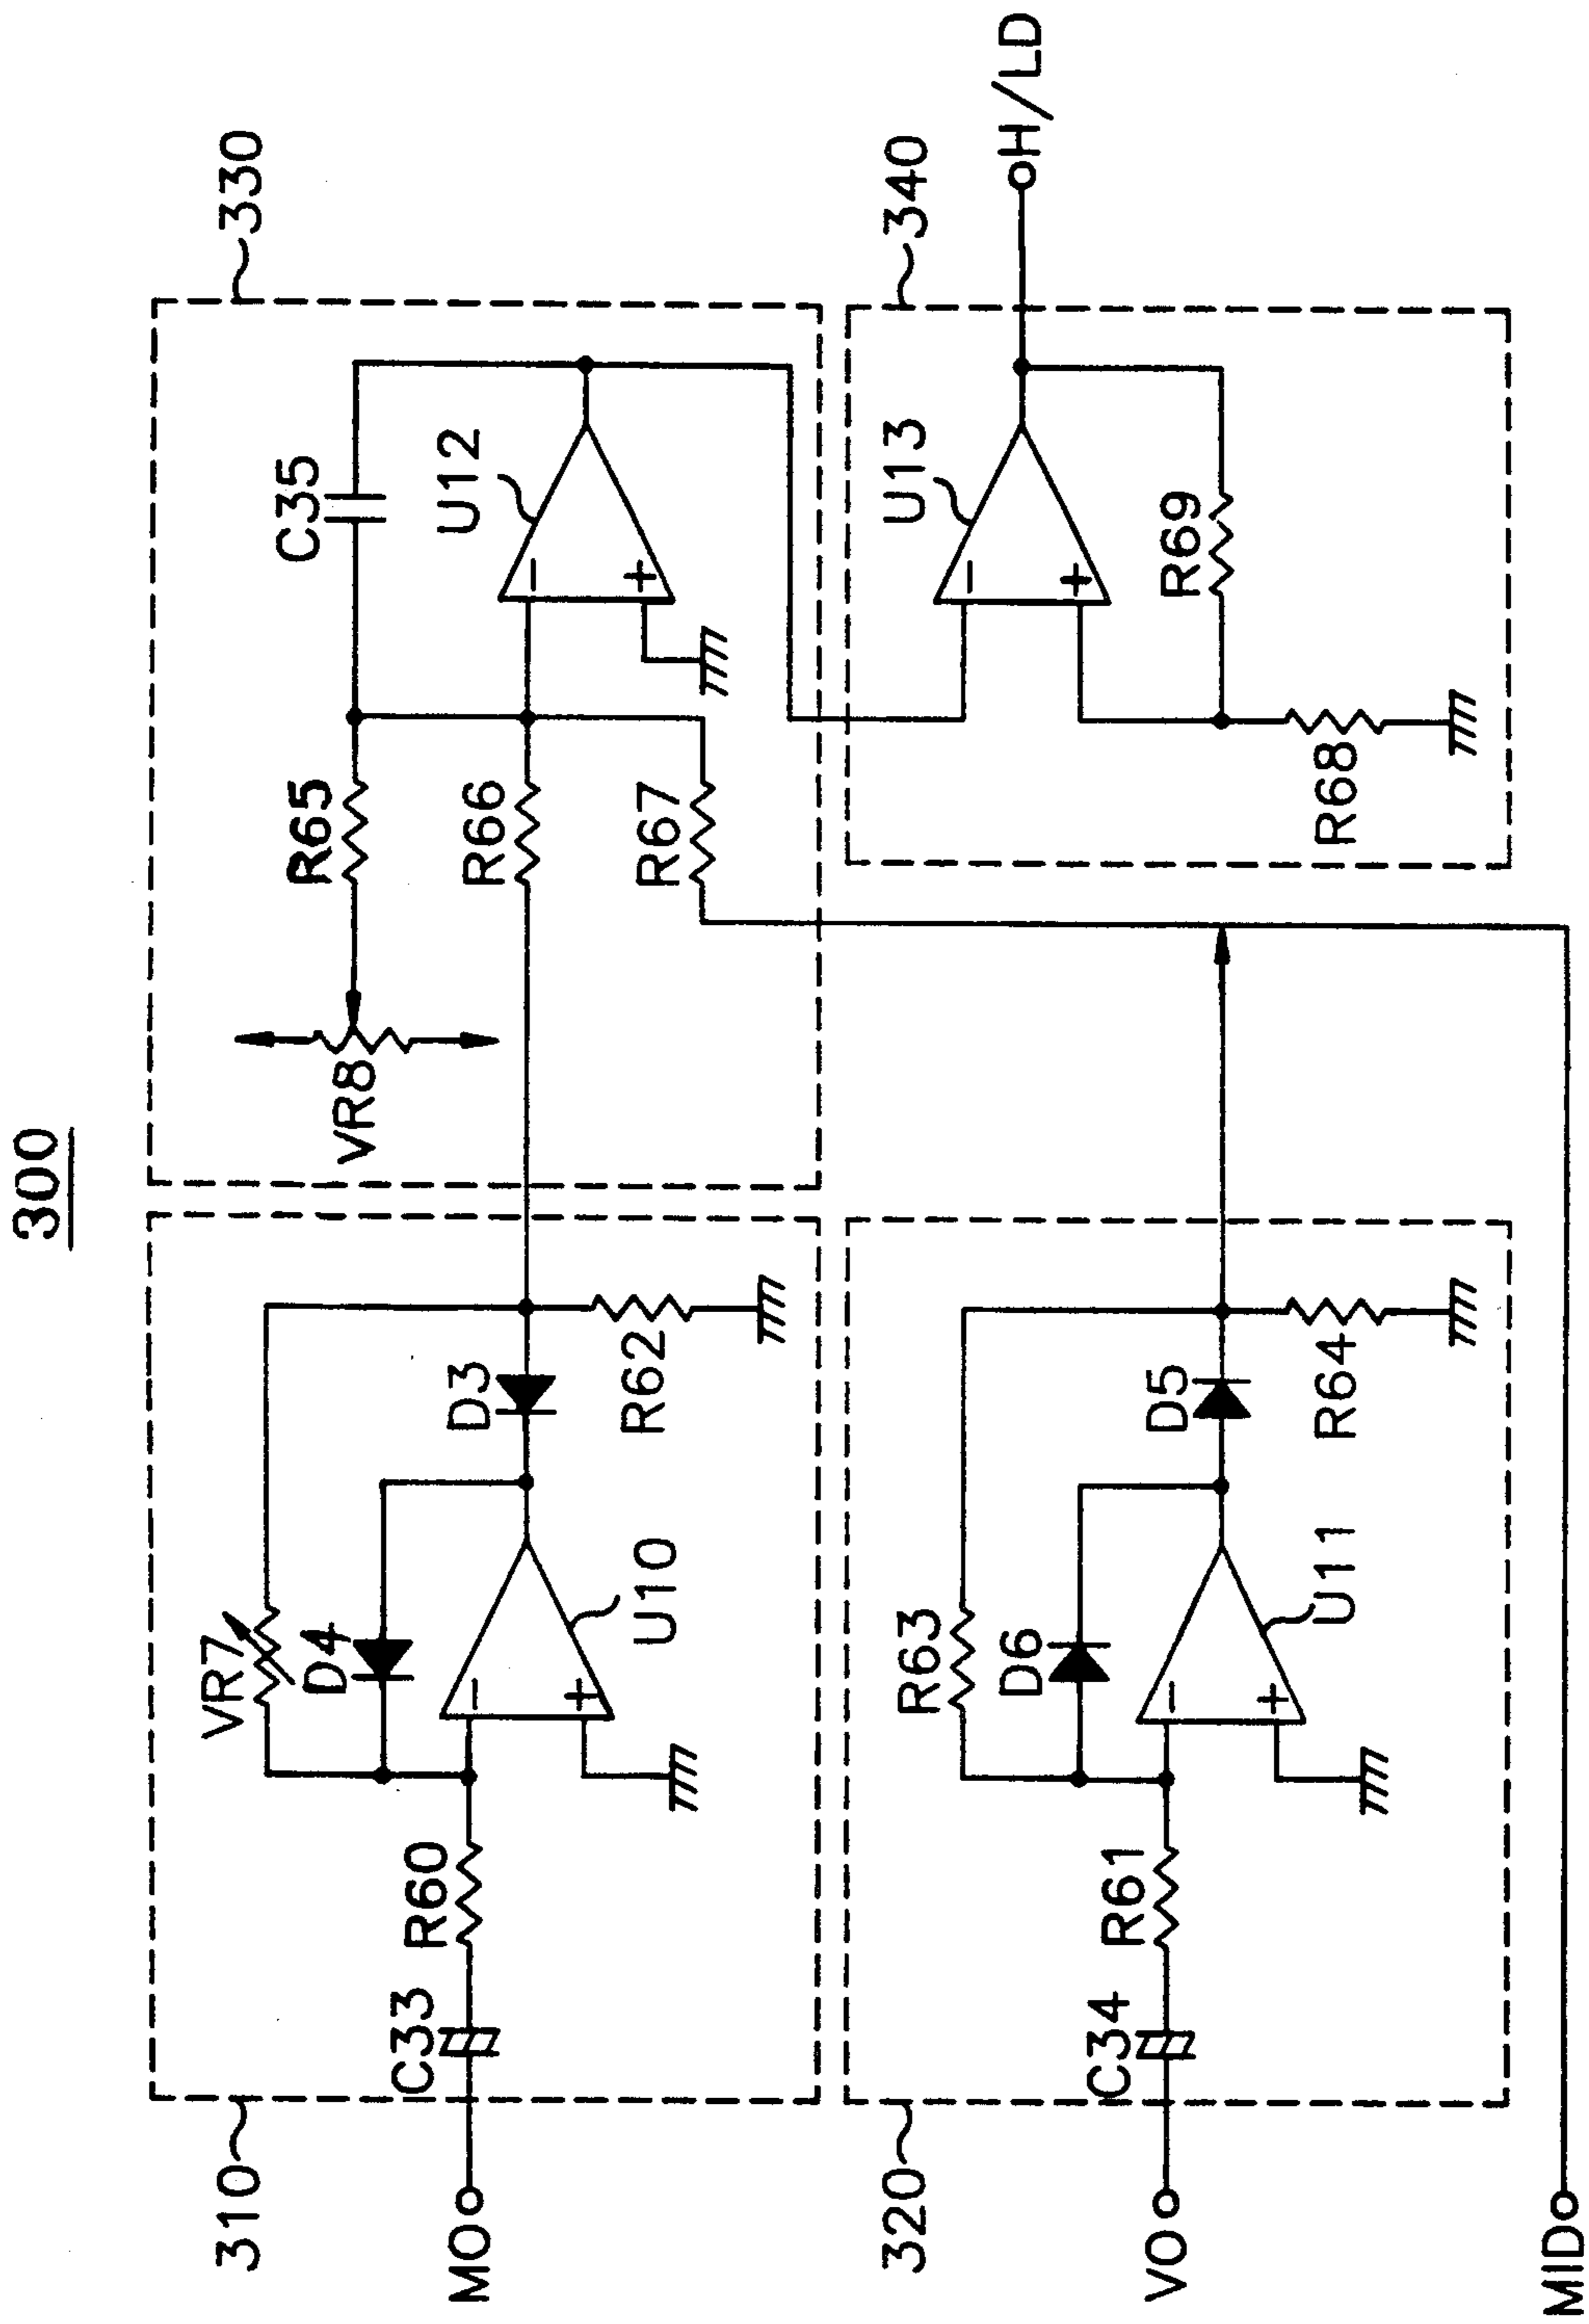 300
310
MO
C33
R60
VR7
D4
U10
−
+
D3
R62
330
VR8
R65
R66
R67
C35
U12
−
+
320
VO
C34
R61
R63
D6
U11
−
+
D5
R64
340
U13
−
+
R69
R68
H/LD
MID